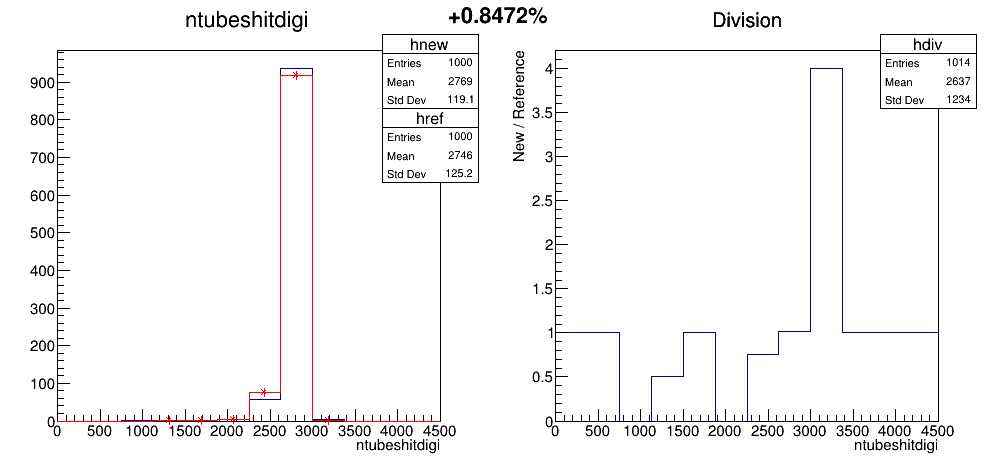 ntubeshitdigi
+0.8472%
Division
hnew
Entries 1000
Mean 2769
Std Dev 119.1
href
Entries 1000
Mean 2746
Std Dev 125.2
900
800
700
600
500
400
300
200
100
0
0 500 1000 1500 2000 2500 3000 3500 4000 4500
ntubeshitdigi
hdiv
Entries 1014
Mean 2637
Std Dev 1234
New / Reference
4
3.5
3
2.5
2
1.5
1
0.5
0
0 500 1000 1500 2000 2500 3000 3500 4000 4500
ntubeshitdigi